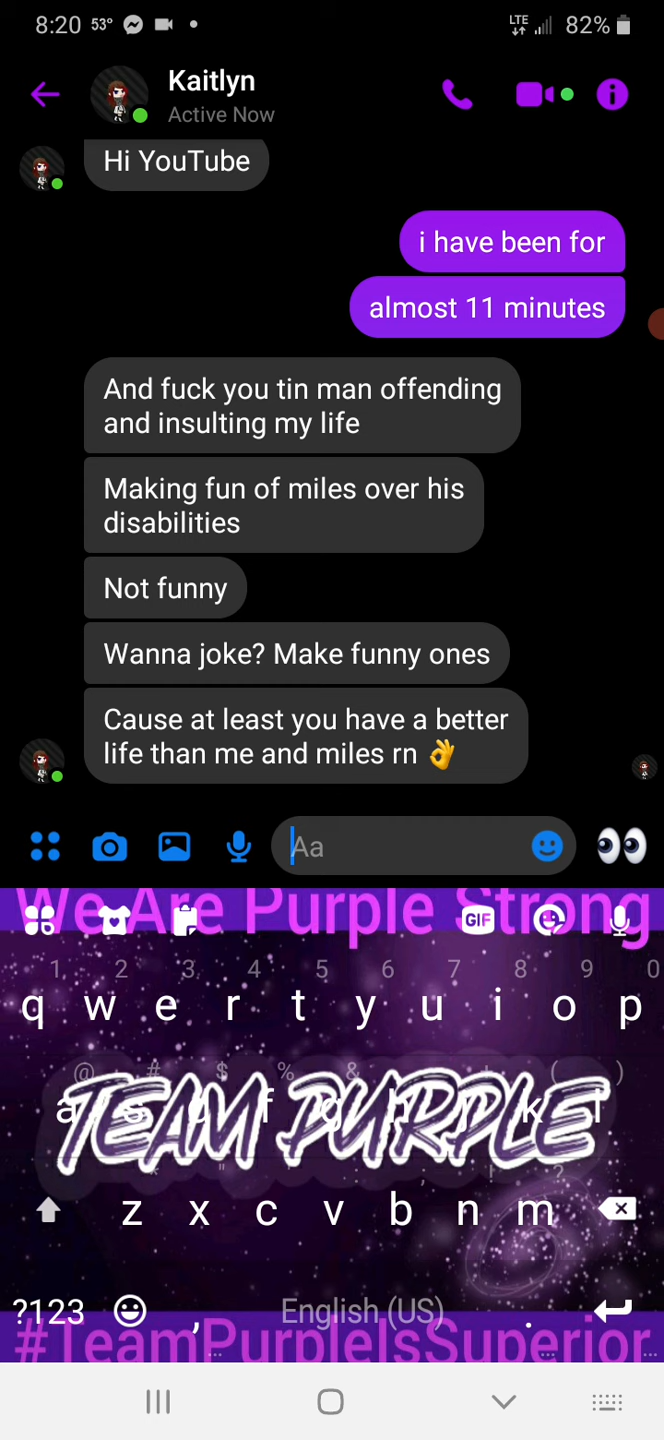 8:20 53° LTE 82%
Kaitlyn
Active Now
Hi YouTube
i have been for
almost 11 minutes
And fuck you tin man offending
and insulting my life
Making fun of miles over his
disabilities
Not funny
Wanna joke? Make funny ones
Cause at least you have a better
life than me and miles rn 👌
Aa
We Are Purple Strong
GIF
1 2 3 4 5 6 7 8 9 0
q w e r t y u i o p
@ # $ % & ( )
TEAM PURPLE
z x c v b n m
?123 , English (US) .
#TeamPurpleIsSuperior